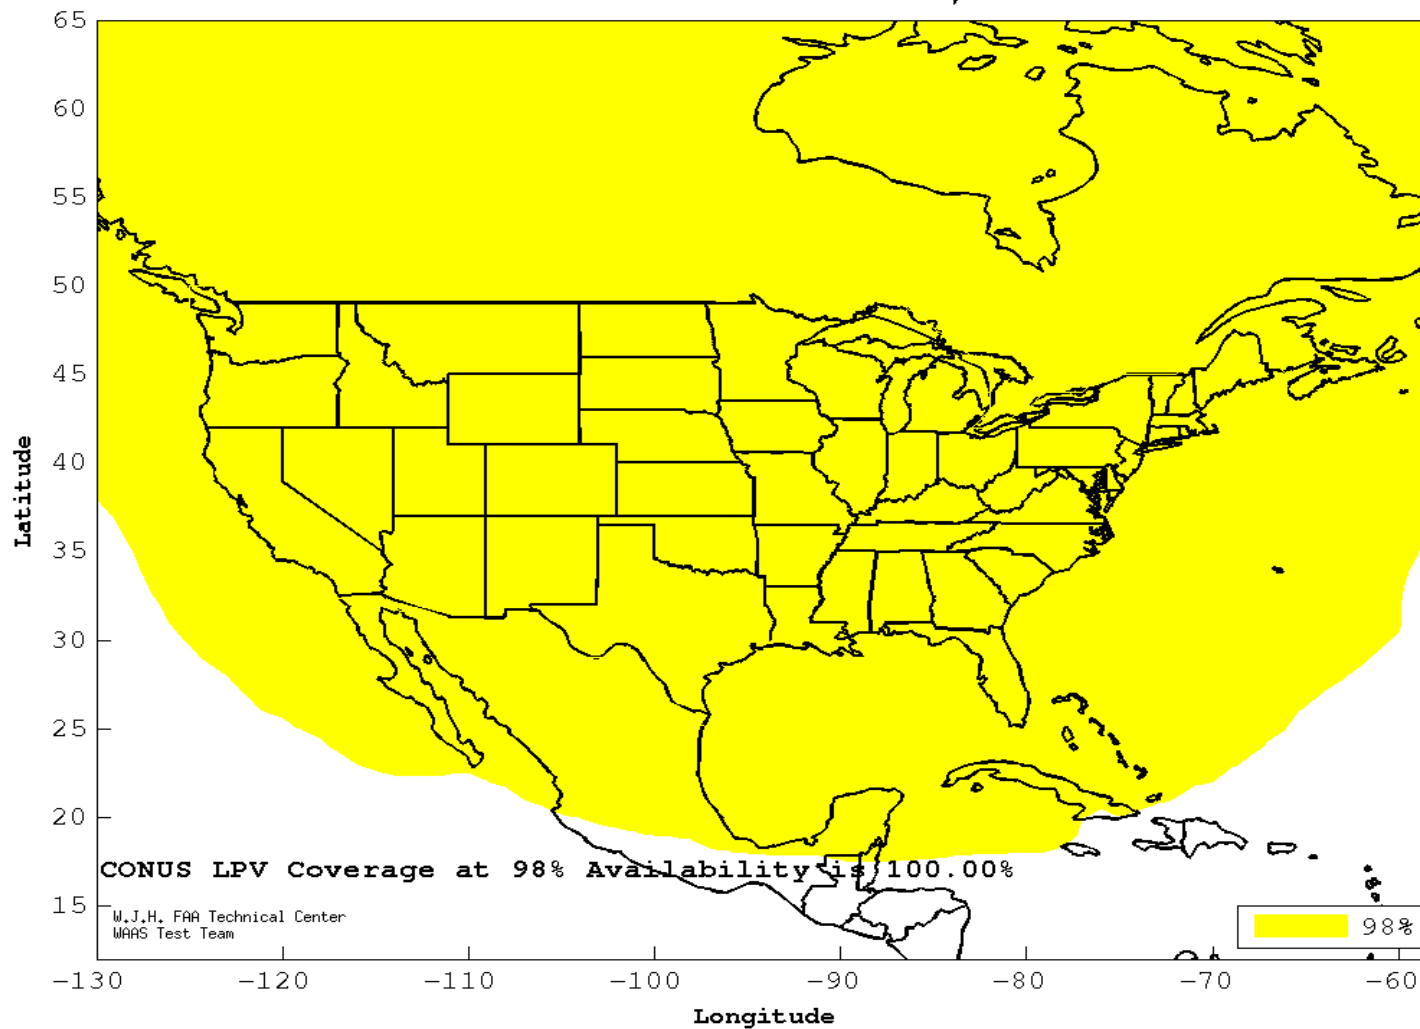 65
60
55
50
45
40
35
30
25
20
15
Latitude
CONUS LPV Coverage at 98% Availability is 100.00%
W.J.H. FAA Technical Center
WAAS Test Team
98%
-130 -120 -110 -100 -90 -80 -70 -60
Longitude